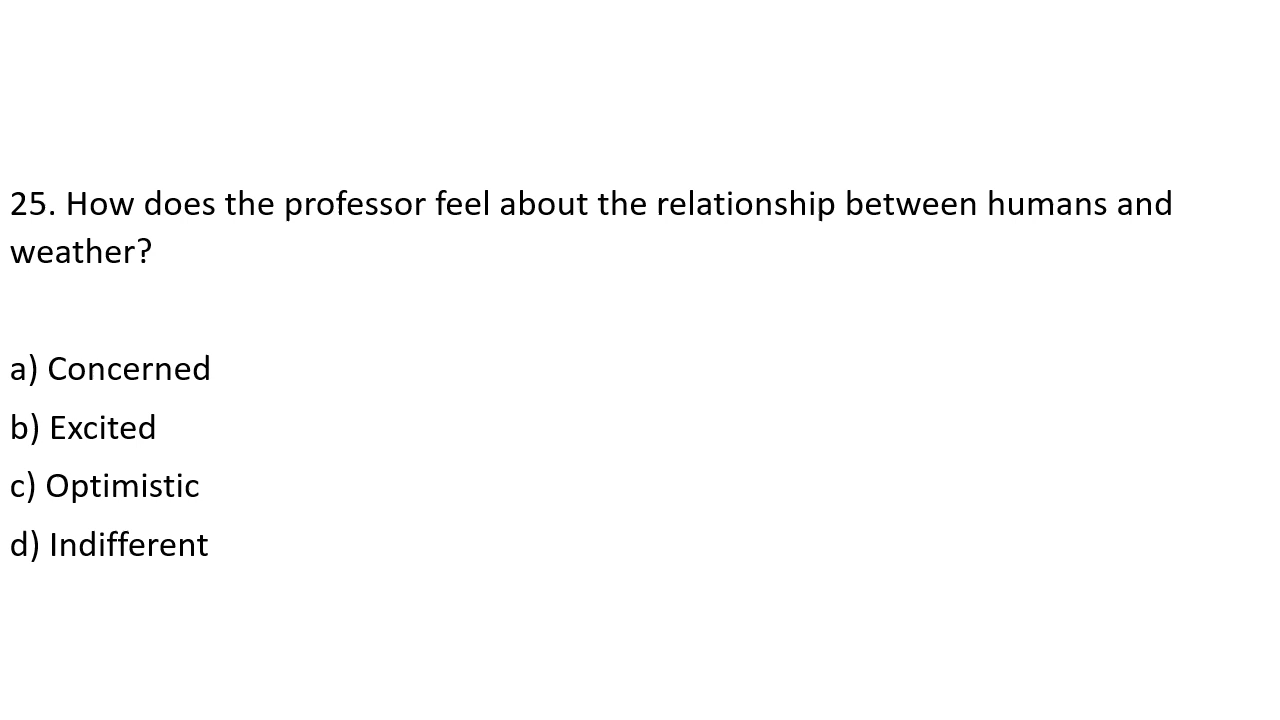 25. How does the professor feel about the relationship between humans and
weather?
a) Concerned
b) Excited
c) Optimistic
d) Indifferent